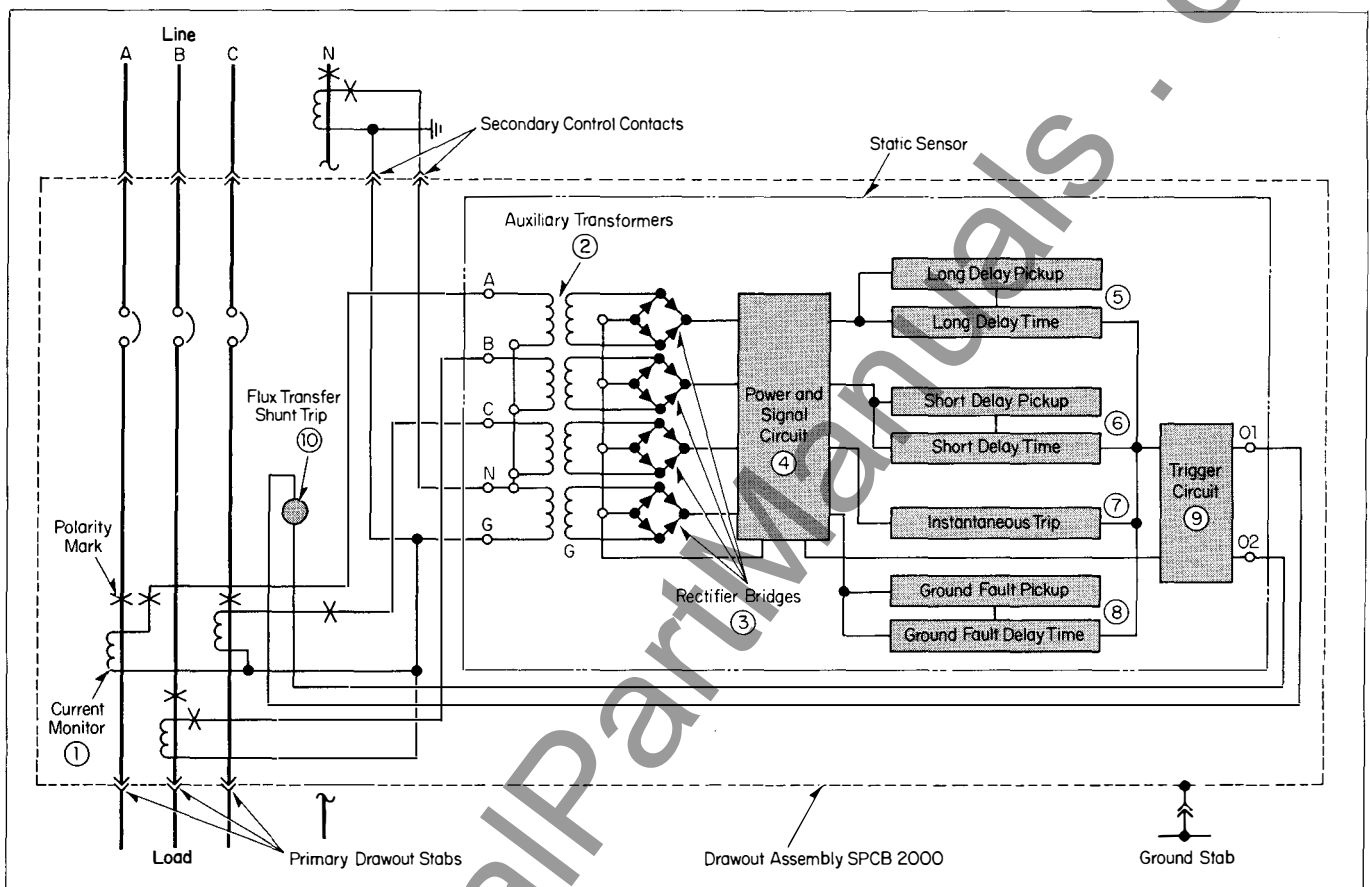 Line
A
B
C
N
Secondary Control Contacts
Static Sensor
Auxiliary Transformers
2
A
B
C
N
G
G
Long Delay Pickup
5
Long Delay Time
Flux Transfer
Shunt Trip
10
Power and
Signal
Circuit
4
Short Delay Pickup
6
Short Delay Time
Instantaneous Trip
7
Trigger
Circuit
9
01
02
Polarity
Mark
Rectifier Bridges
3
Ground Fault Pickup
8
Ground Fault Delay Time
Current
Monitor
1
Load
Primary Drawout Stabs
Drawout Assembly SPCB 2000
Ground Stab
alPartManuals . c